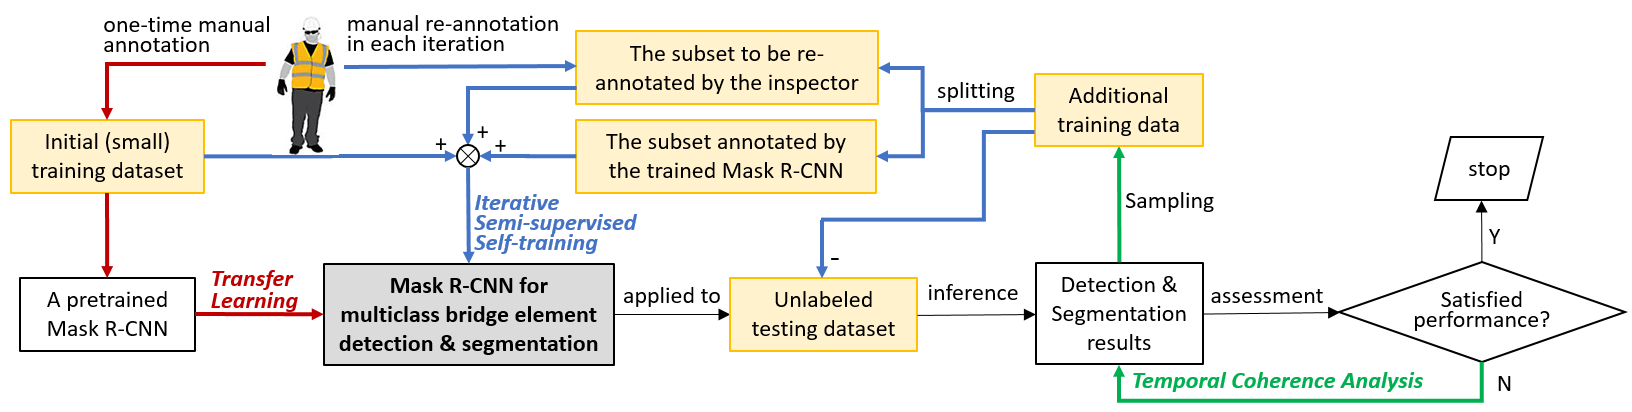 one-time manual
annotation
manual re-annotation
in each iteration
The subset to be re-
annotated by the inspector
splitting
Additional
training data
Initial (small)
training dataset
+
+
+
The subset annotated by
the trained Mask R-CNN
stop
Iterative
Semi-supervised
Self-training
Sampling
Y
-
A pretrained
Mask R-CNN
Transfer
Learning
Mask R-CNN for
multiclass bridge element
detection & segmentation
applied to
Unlabeled
testing dataset
inference
Detection &
Segmentation
results
assessment
Satisfied
performance?
Temporal Coherence Analysis
N